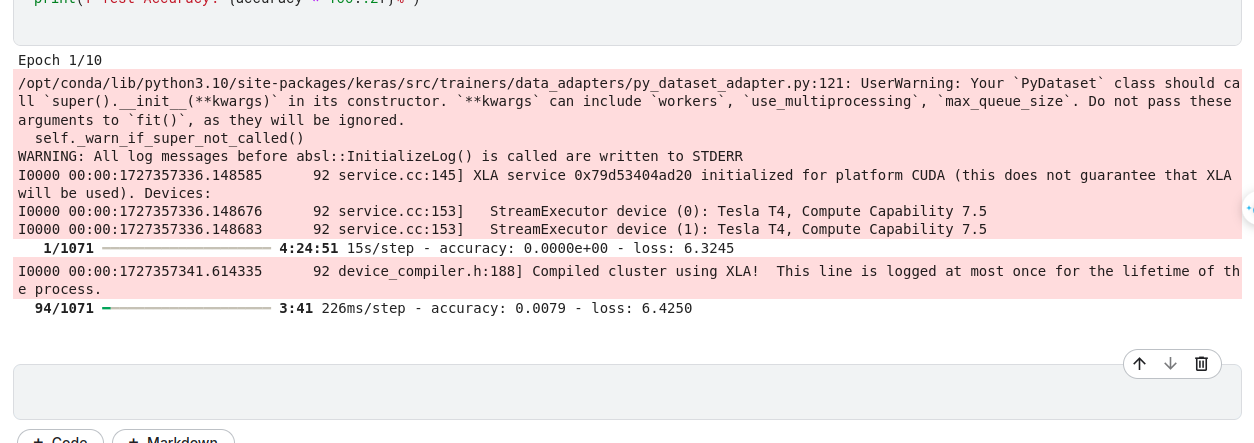 print(f'Test Accuracy: {accuracy * 100:.2f}%')
Epoch 1/10
/opt/conda/lib/python3.10/site-packages/keras/src/trainers/data_adapters/py_dataset_adapter.py:121: UserWarning: Your `PyDataset` class should ca
ll `super().__init__(**kwargs)` in its constructor. `**kwargs` can include `workers`, `use_multiprocessing`, `max_queue_size`. Do not pass these
arguments to `fit()`, as they will be ignored.
  self._warn_if_super_not_called()
WARNING: All log messages before absl::InitializeLog() is called are written to STDERR
I0000 00:00:1727357336.148585      92 service.cc:145] XLA service 0x79d53404ad20 initialized for platform CUDA (this does not guarantee that XLA
will be used). Devices:
I0000 00:00:1727357336.148676      92 service.cc:153]   StreamExecutor device (0): Tesla T4, Compute Capability 7.5
I0000 00:00:1727357336.148683      92 service.cc:153]   StreamExecutor device (1): Tesla T4, Compute Capability 7.5
1/1071 4:24:51 15s/step - accuracy: 0.0000e+00 - loss: 6.3245
I0000 00:00:1727357341.614335      92 device_compiler.h:188] Compiled cluster using XLA!  This line is logged at most once for the lifetime of th
e process.
94/1071 3:41 226ms/step - accuracy: 0.0079 - loss: 6.4250
+ Code + Markdown